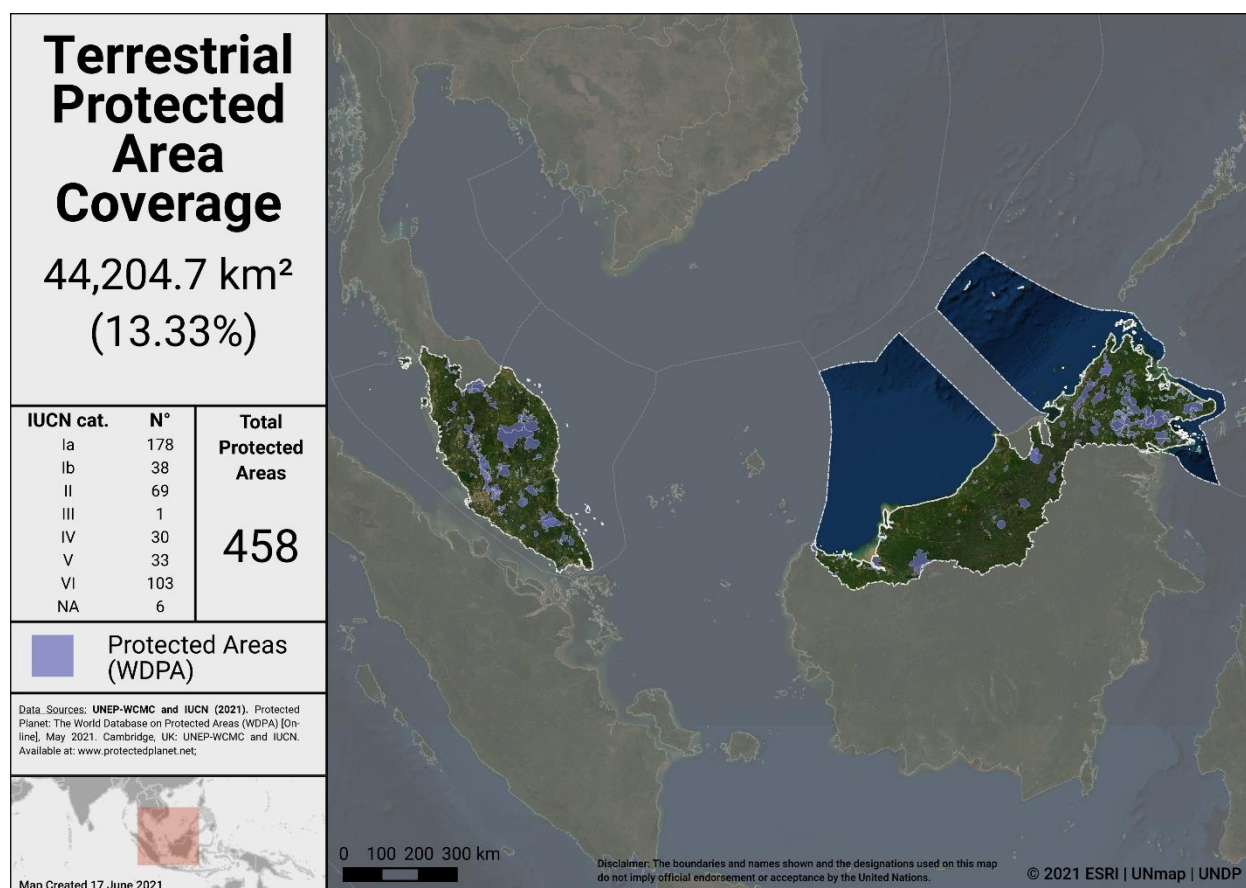 Terrestrial
Protected
Area
Coverage
44,204.7 km²
(13.33%)
IUCN cat. N°
Ia 178
Ib 38
II 69
III 1
IV 30
V 33
VI 103
NA 6
Total
Protected
Areas
458
Protected Areas
(WDPA)
Data Sources: UNEP-WCMC and IUCN (2021). Protected
Planet: The World Database on Protected Areas (WDPA) [On-
line], May 2021. Cambridge, UK: UNEP-WCMC and IUCN.
Available at: www.protectedplanet.net;
Map Created 17 June 2021
0 100 200 300 km
Disclaimer: The boundaries and names shown and the designations used on this map
do not imply official endorsement or acceptance by the United Nations.
© 2021 ESRI | UNmap | UNDP